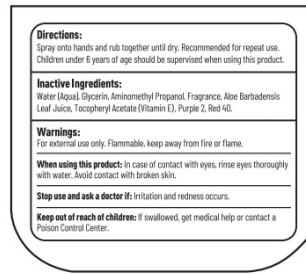 Directions:
Spray onto hands and rub together until dry. Recommended for repeat use.
Children under 6 years of age should be supervised when using this product.
Inactive Ingredients:
Water (Aqua), Glycerin, Aminomethyl Propanol, Fragrance, Aloe Barbadensis
Leaf Juice, Tocopheryl Acetate (Vitamin E), Purple 2, Red 40.
Warnings:
For external use only. Flammable, keep away from fire or flame.
When using this product: In case of contact with eyes, rinse eyes thoroughly
with water. Avoid contact with broken skin.
Stop use and ask a doctor if: Irritation and redness occurs.
Keep out of reach of children: If swallowed, get medical help or contact a
Poison Control Center.